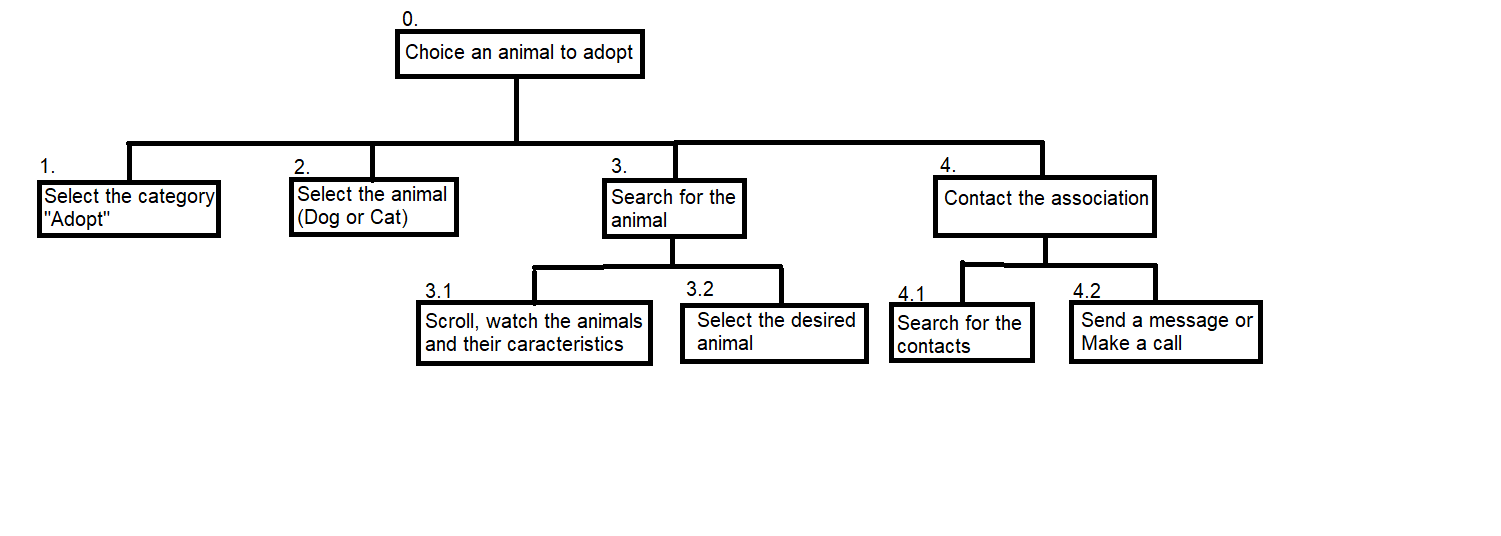 0.
Choice an animal to adopt
1.
Select the category
"Adopt"
2.
Select the animal
(Dog or Cat)
3.
Search for the
animal
4.
Contact the association
3.1
Scroll, watch the animals
and their caracteristics
3.2
Select the desired
animal
4.1
Search for the
contacts
4.2
Send a message or
Make a call